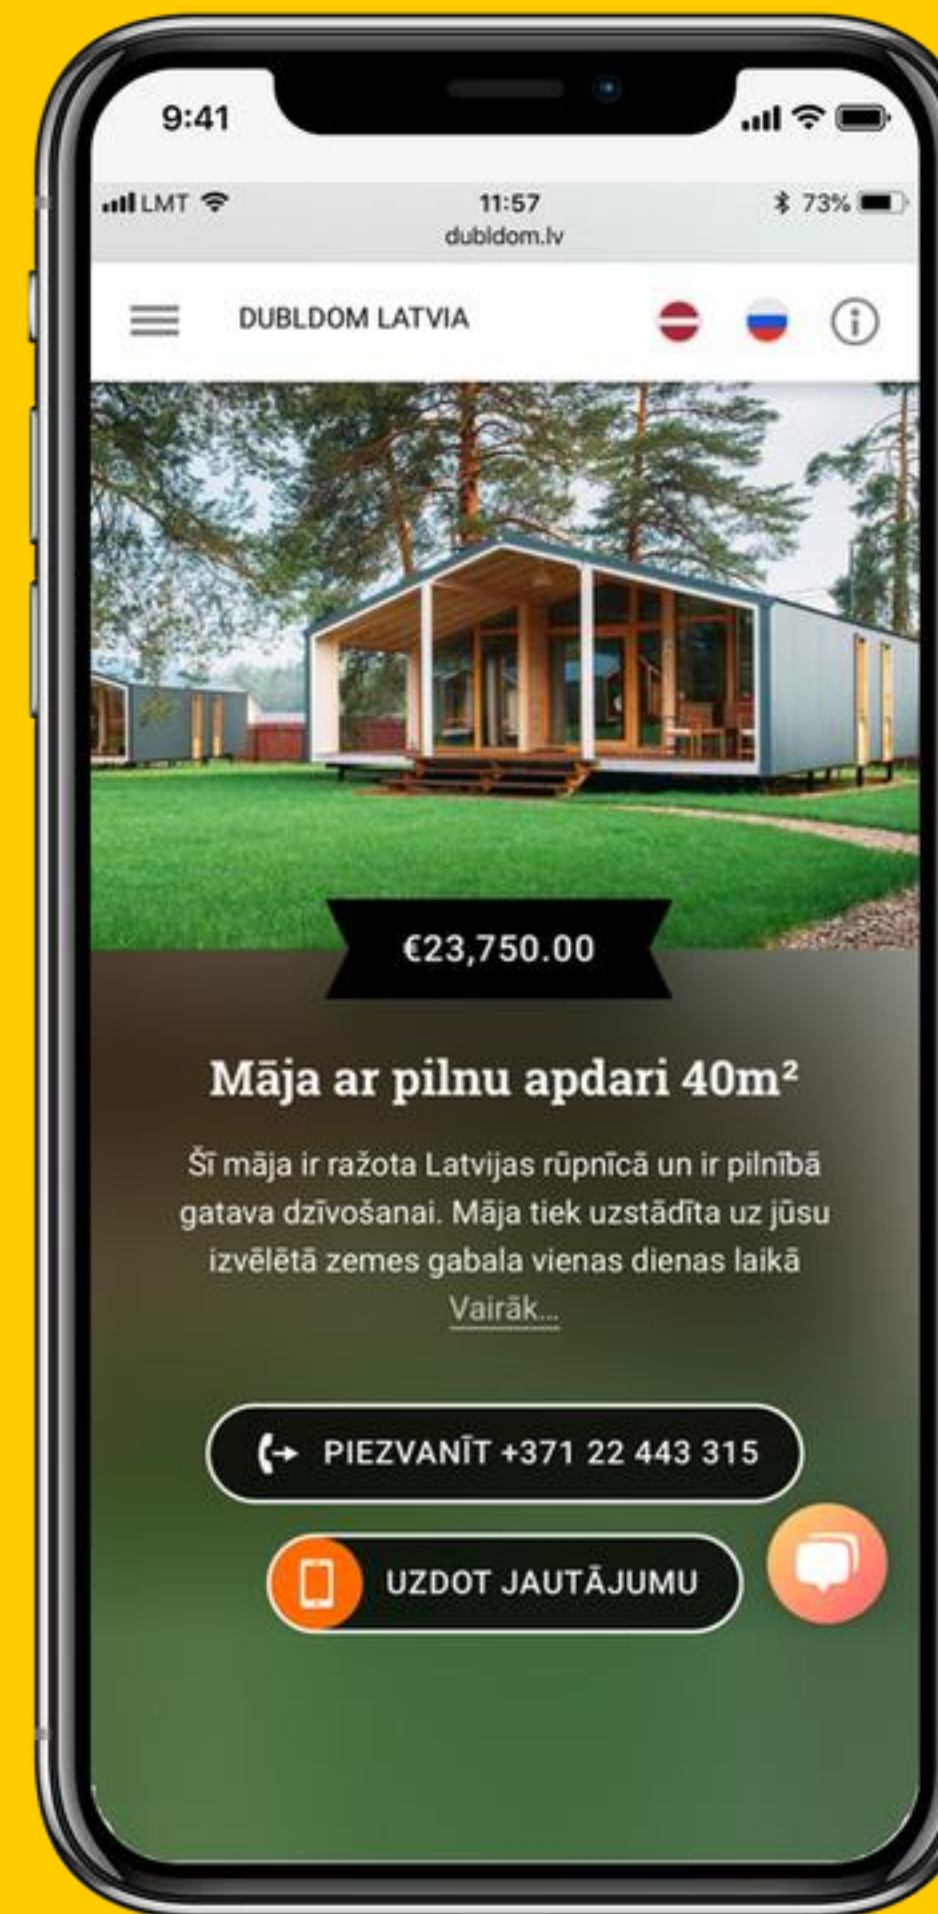 9:41
LMT 11:57 73%
dubldom.lv
DUBLDOM LATVIA
€23,750.00
Māja ar pilnu apdari 40m²
Šī māja ir ražota Latvijas rūpnīcā un ir pilnībā
gatava dzīvošanai. Māja tiek uzstādīta uz jūsu
izvēlētā zemes gabala vienas dienas laikā
Vairāk...
PIEZVANĪT +371 22 443 315
UZDOT JAUTĀJUMU